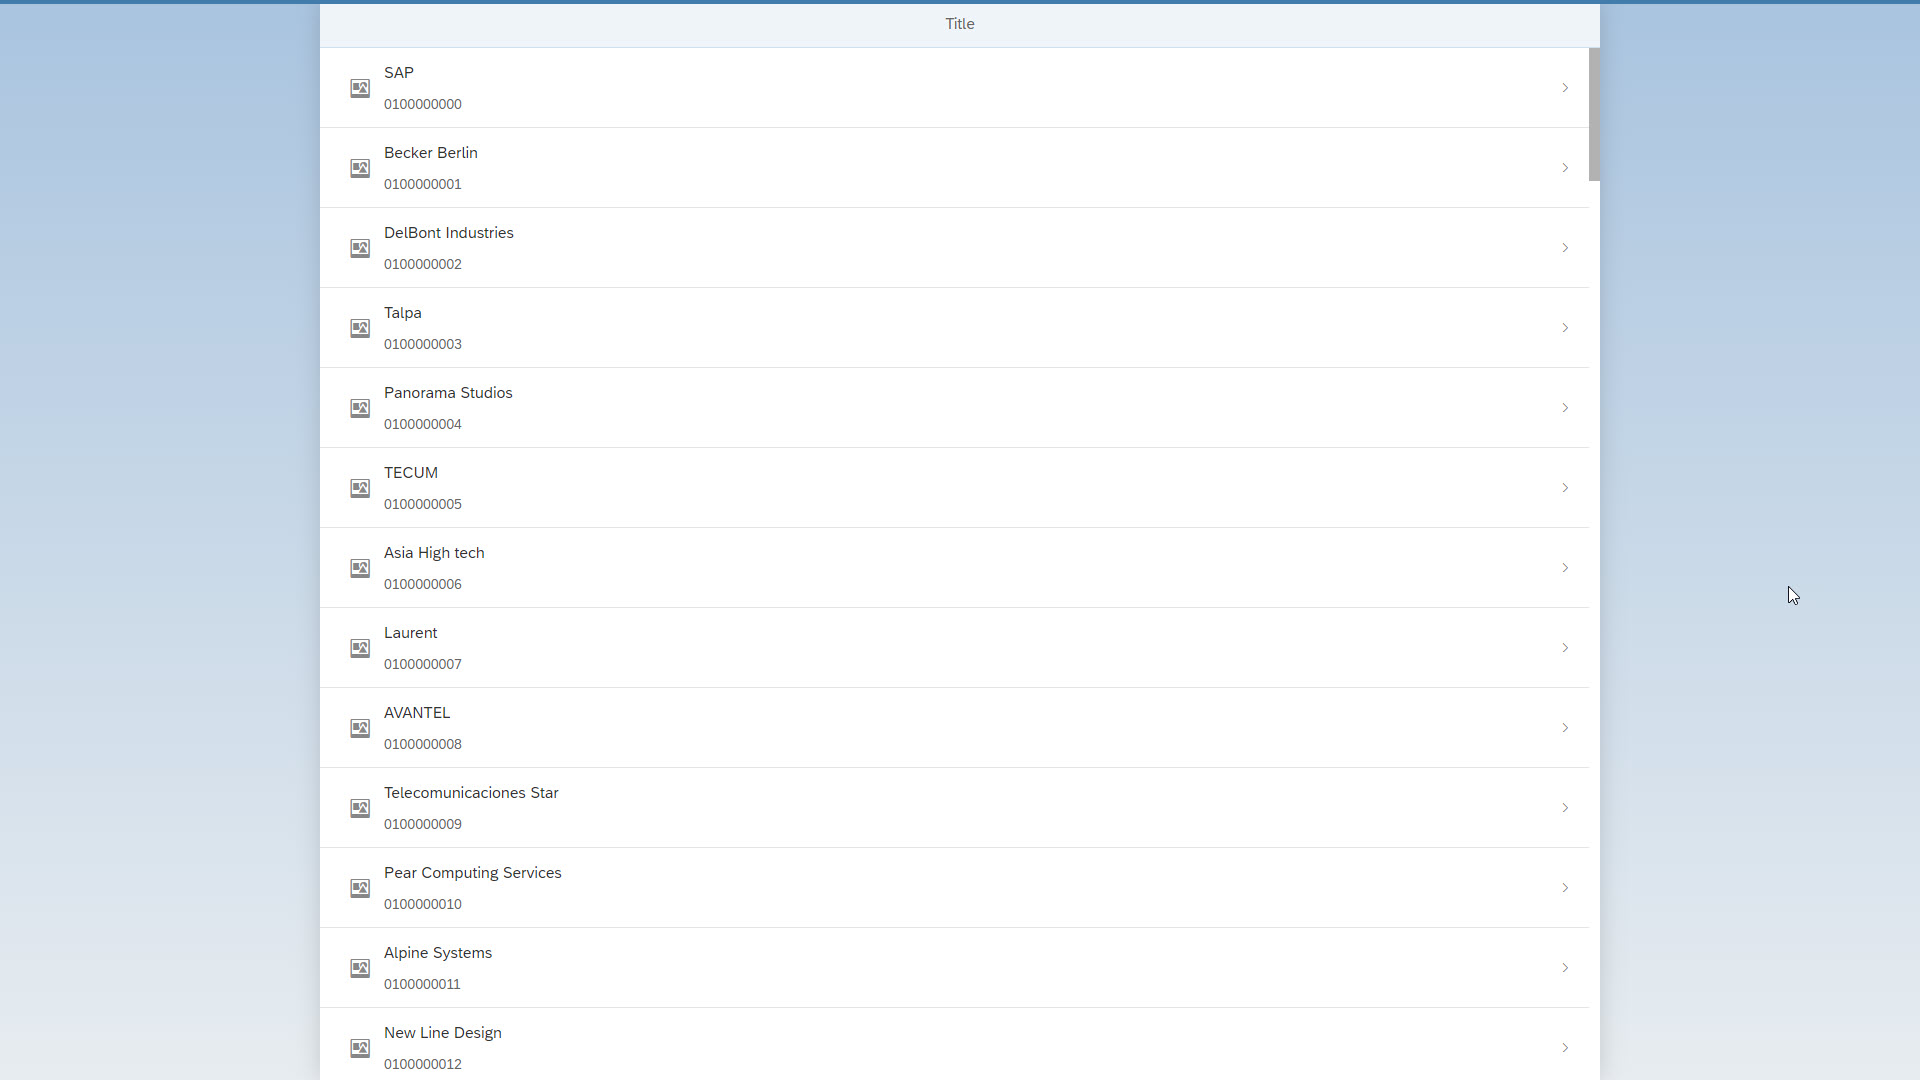 Title
SAP
0100000000
Becker Berlin
0100000001
DelBont Industries
0100000002
Talpa
0100000003
Panorama Studios
0100000004
TECUM
0100000005
Asia High tech
0100000006
Laurent
0100000007
AVANTEL
0100000008
Telecomunicaciones Star
0100000009
Pear Computing Services
0100000010
Alpine Systems
0100000011
New Line Design
0100000012